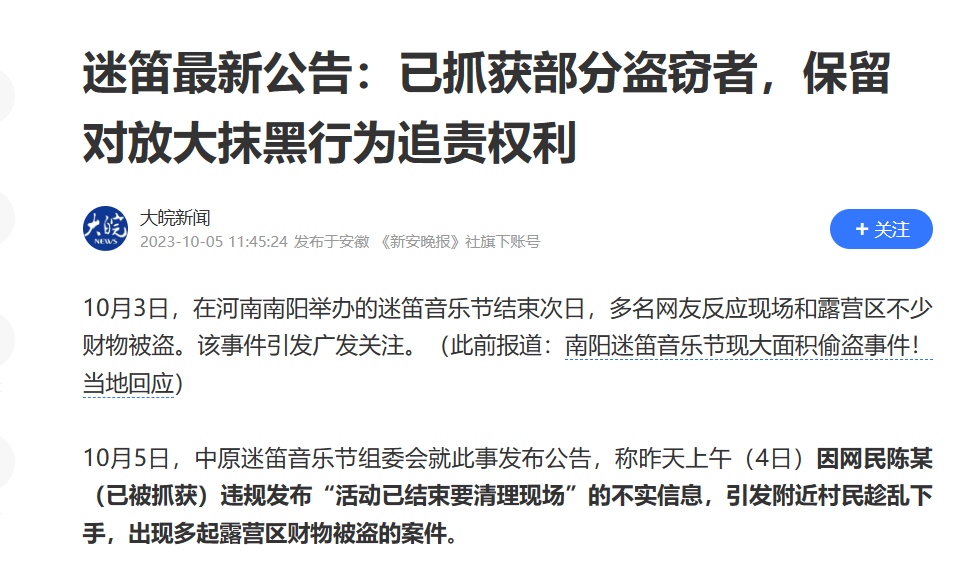 迷笛最新公告：已抓获部分盗窃者，保留
对放大抹黑行为追责权利
大皖
NEWS
大皖新闻
2023-10-05 11:45:24 发布于安徽 《新安晚报》社旗下账号
+ 关注
10月3日，在河南南阳举办的迷笛音乐节结束次日，多名网友反应现场和露营区不少
财物被盗。该事件引发广发关注。（此前报道：南阳迷笛音乐节现大面积偷盗事件！
当地回应）
10月5日，中原迷笛音乐节组委会就此事发布公告，称昨天上午（4日）因网民陈某
（已被抓获）违规发布“活动已结束要清理现场”的不实信息，引发附近村民趁乱下
手，出现多起露营区财物被盗的案件。